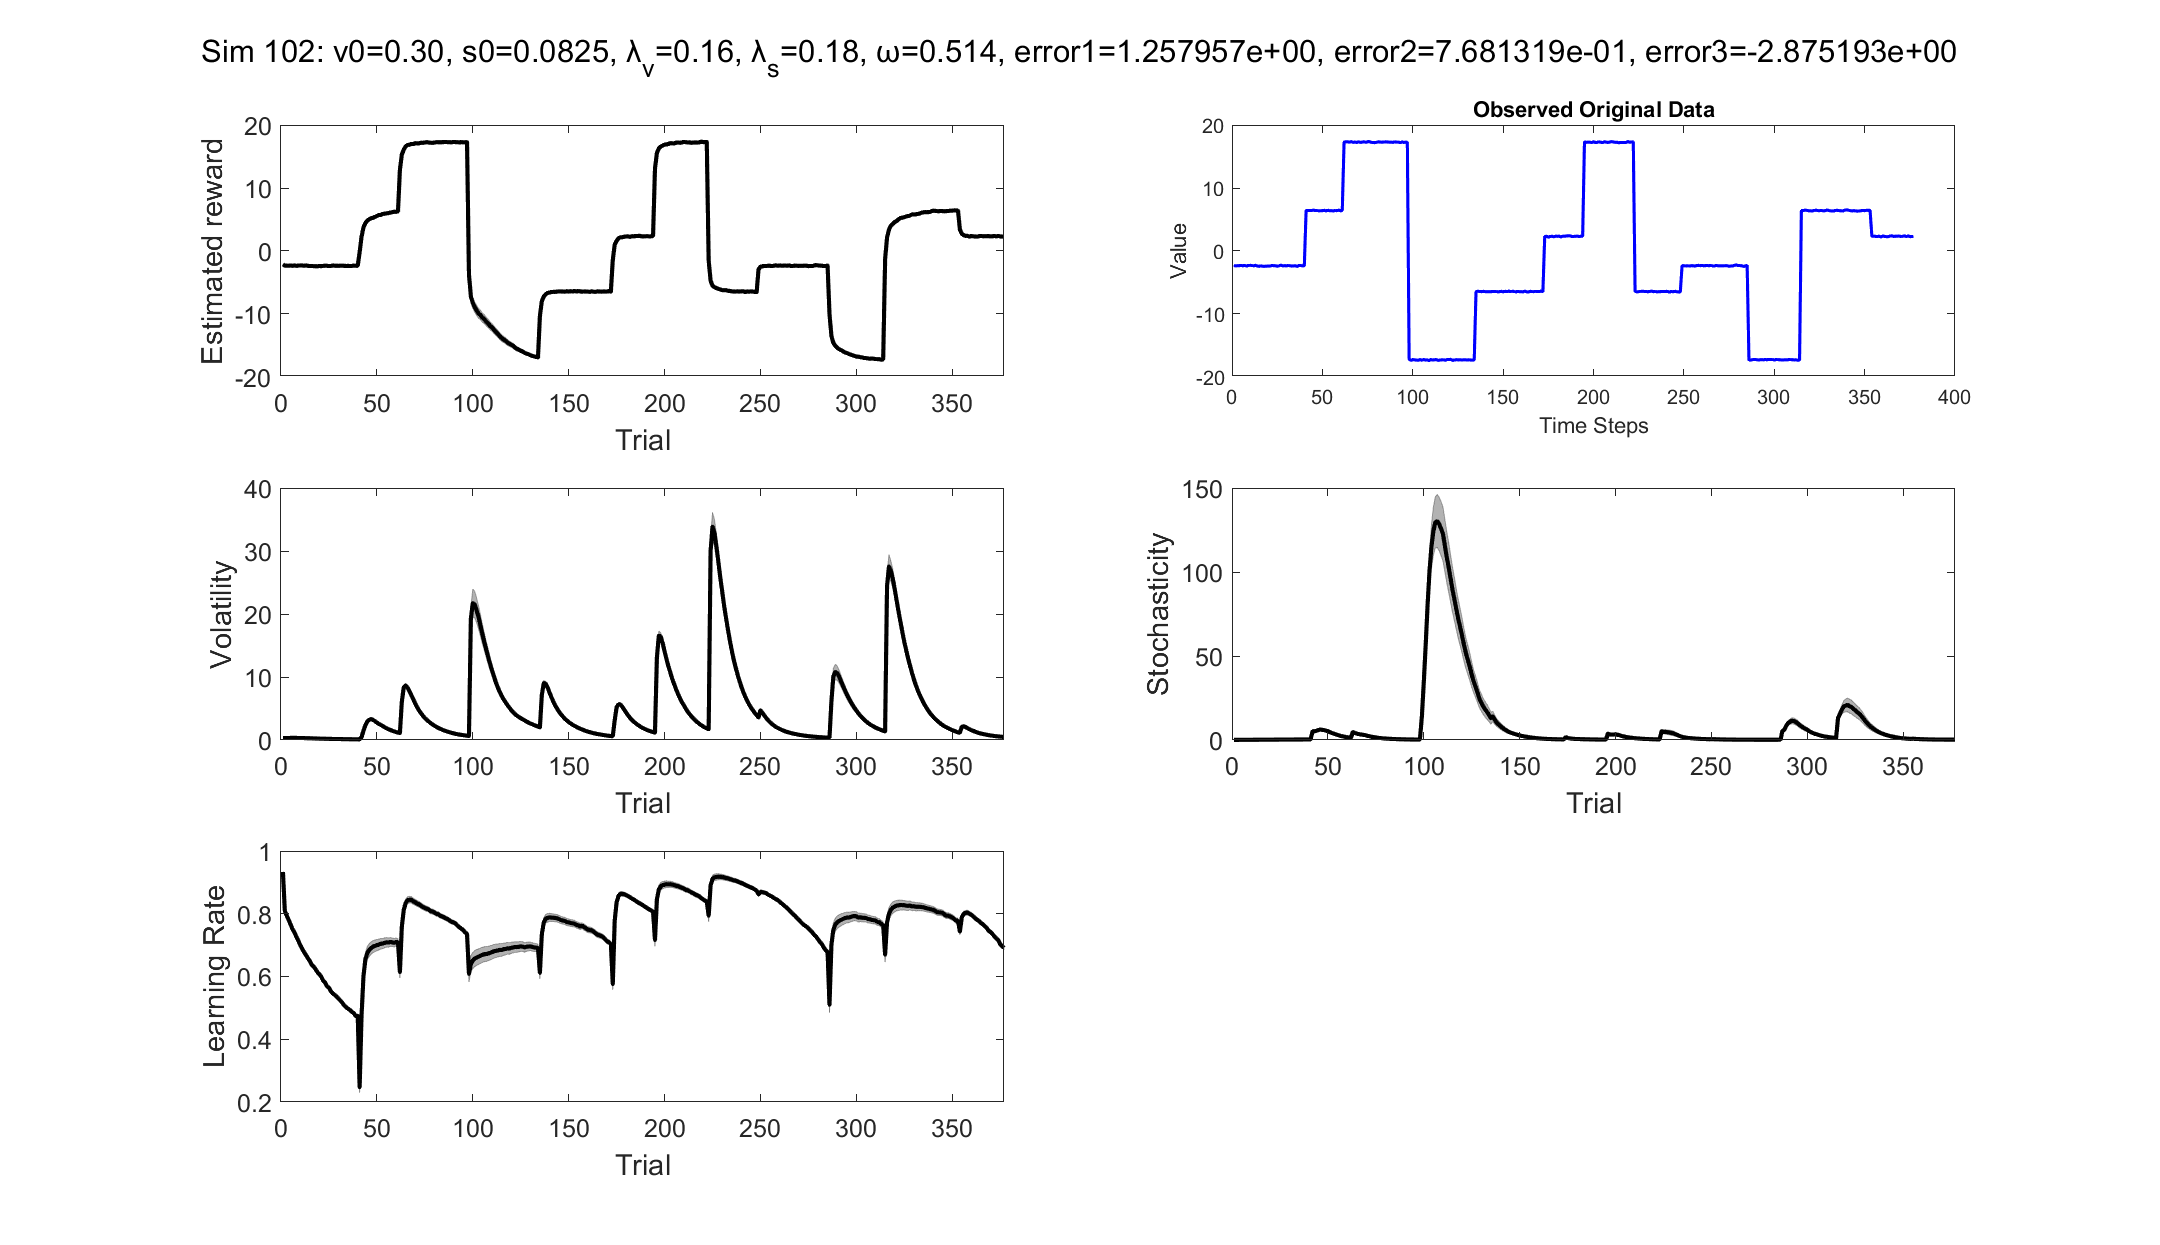 Sim 102: v0=0.30, s0=0.0825, λv=0.16, λs=0.18, ω=0.514, error1=1.257957e+00, error2=7.681319e-01, error3=-2.875193e+00
Estimated reward
20
10
0
-10
-20
0 50 100 150 200 250 300 350
Trial
Observed Original Data
Value
20
10
0
-10
-20
0 50 100 150 200 250 300 350 400
Time Steps
Volatility
40
30
20
10
0
0 50 100 150 200 250 300 350
Trial
Stochasticity
150
100
50
0
0 50 100 150 200 250 300 350
Trial
Learning Rate
1
0.8
0.6
0.4
0.2
0 50 100 150 200 250 300 350
Trial